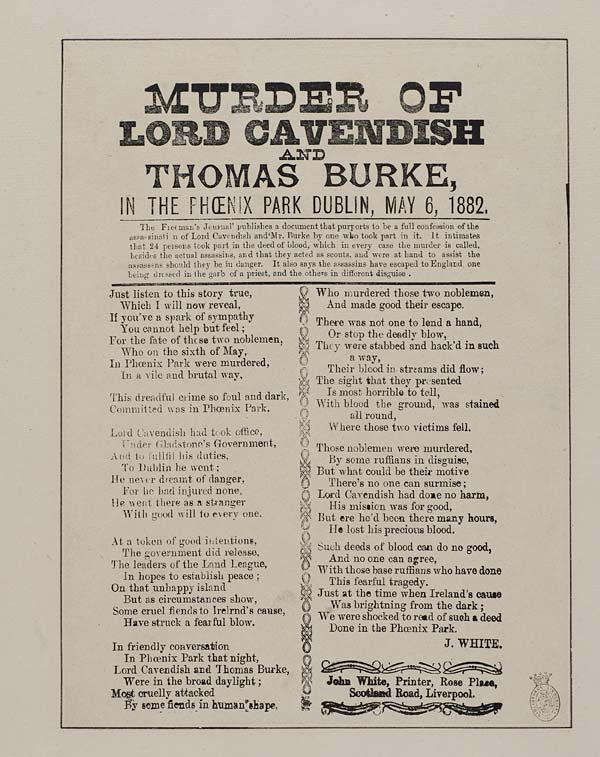 MURDER OF
LORD CAVENDISH
AND
THOMAS BURKE,
IN THE PHŒNIX PARK DUBLIN, MAY 6, 1882.
The Freeman's Journal' publishes a document that purports to be a full confession of the
assassinati n of Lord Cavendish and Mr. Burke by one who took part in it. It intimates
that 24 persons took part in the deed of blood, which in every case the murder is called,
besides the actual assassins, and that they acted as scouts, and were at hand to assist the
assassins should they be in danger. It also says the assassins have escaped to England one
being dressed in the garb of a priest, and the others in different disguise .
Just listen to this story true,
Which I will now reveal,
If you've a spark of sympathy
You cannot help but feel ;
For the fate of these two noblemen,
Who on the sixth of May,
In Phœnix Park were murdered,
In a vile and brutal way,
This dreadful crime so foul and dark,
Committed was in Phœnix Park.
Lord Cavendish had took office,
Under Gladstone's Government,
And to fullfil his duties,
To Dublin he went ;
He never dreamt of danger,
For he had injured none,
He went there as a stranger
With good will to every one.
At a token of good intentions,
The government did release,
The leaders of the Land League,
In hopes to establish peace ;
On that unhappy island
But as circumstances show,
Some cruel fiends to Irelrnd's cause,
Have struck a fearful blow.
In friendly conversation
In Phœnix Park that night,
Lord Cavendish and Thomas Burke,
Were in the broad daylight ;
Most cruelly attacked
By some fiends in human shape,
Who murdered those two noblemen,
And made good their escape.
There was not one to lend a hand,
Or stop the deadly blow,
They were stabbed and hack'd in such
a way,
Their blood in streams did flow ;
The sight that they presented
Is most horrible to tell,
With blood the ground, was stained
all round,
Where those two victims fell.
Those noblemen were murdered,
By some ruffians in disguise,
But what could be their motive
There's no one can surmise ;
Lord Cavendish had done no harm,
His mission was for good,
But ere he'd been there many hours,
He lost his precious blood.
Such deeds of blood can do no good,
And no one can agree,
With those base ruffians who have done
This fearful tragedy.
Just at the time when Ireland's cause
Was brightning from the dark ;
We were shocked to read of such a deed
Done in the Phœnix Park.
J. WHITE.
John White, Printer, Rose Place,
Scotland Road, Liverpool.